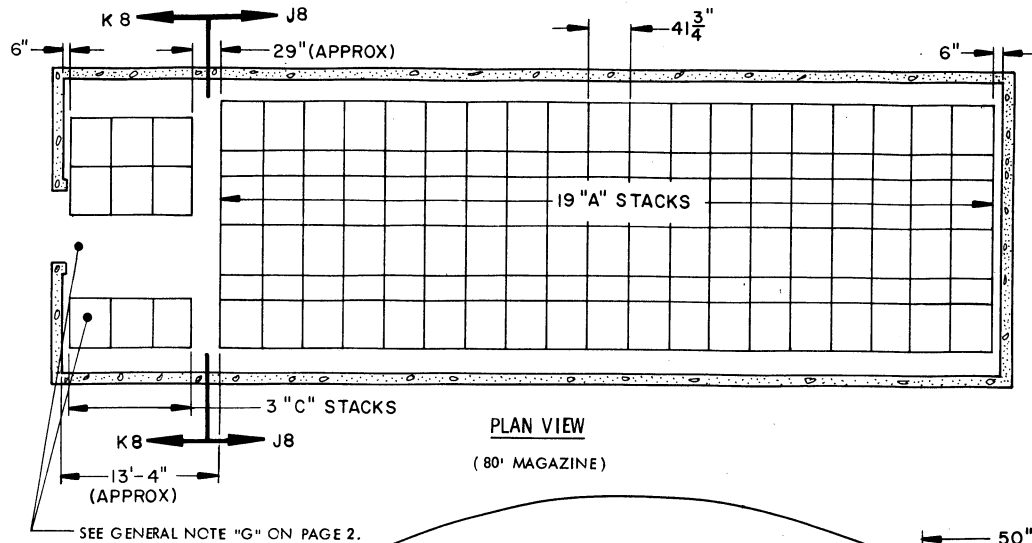 K8 J8
6" 29" (APPROX) 41 3/4" 6"
19 "A" STACKS
3 "C" STACKS
K8 J8
PLAN VIEW
(80' MAGAZINE)
13'-4"
(APPROX)
SEE GENERAL NOTE "G" ON PAGE 2.
50"